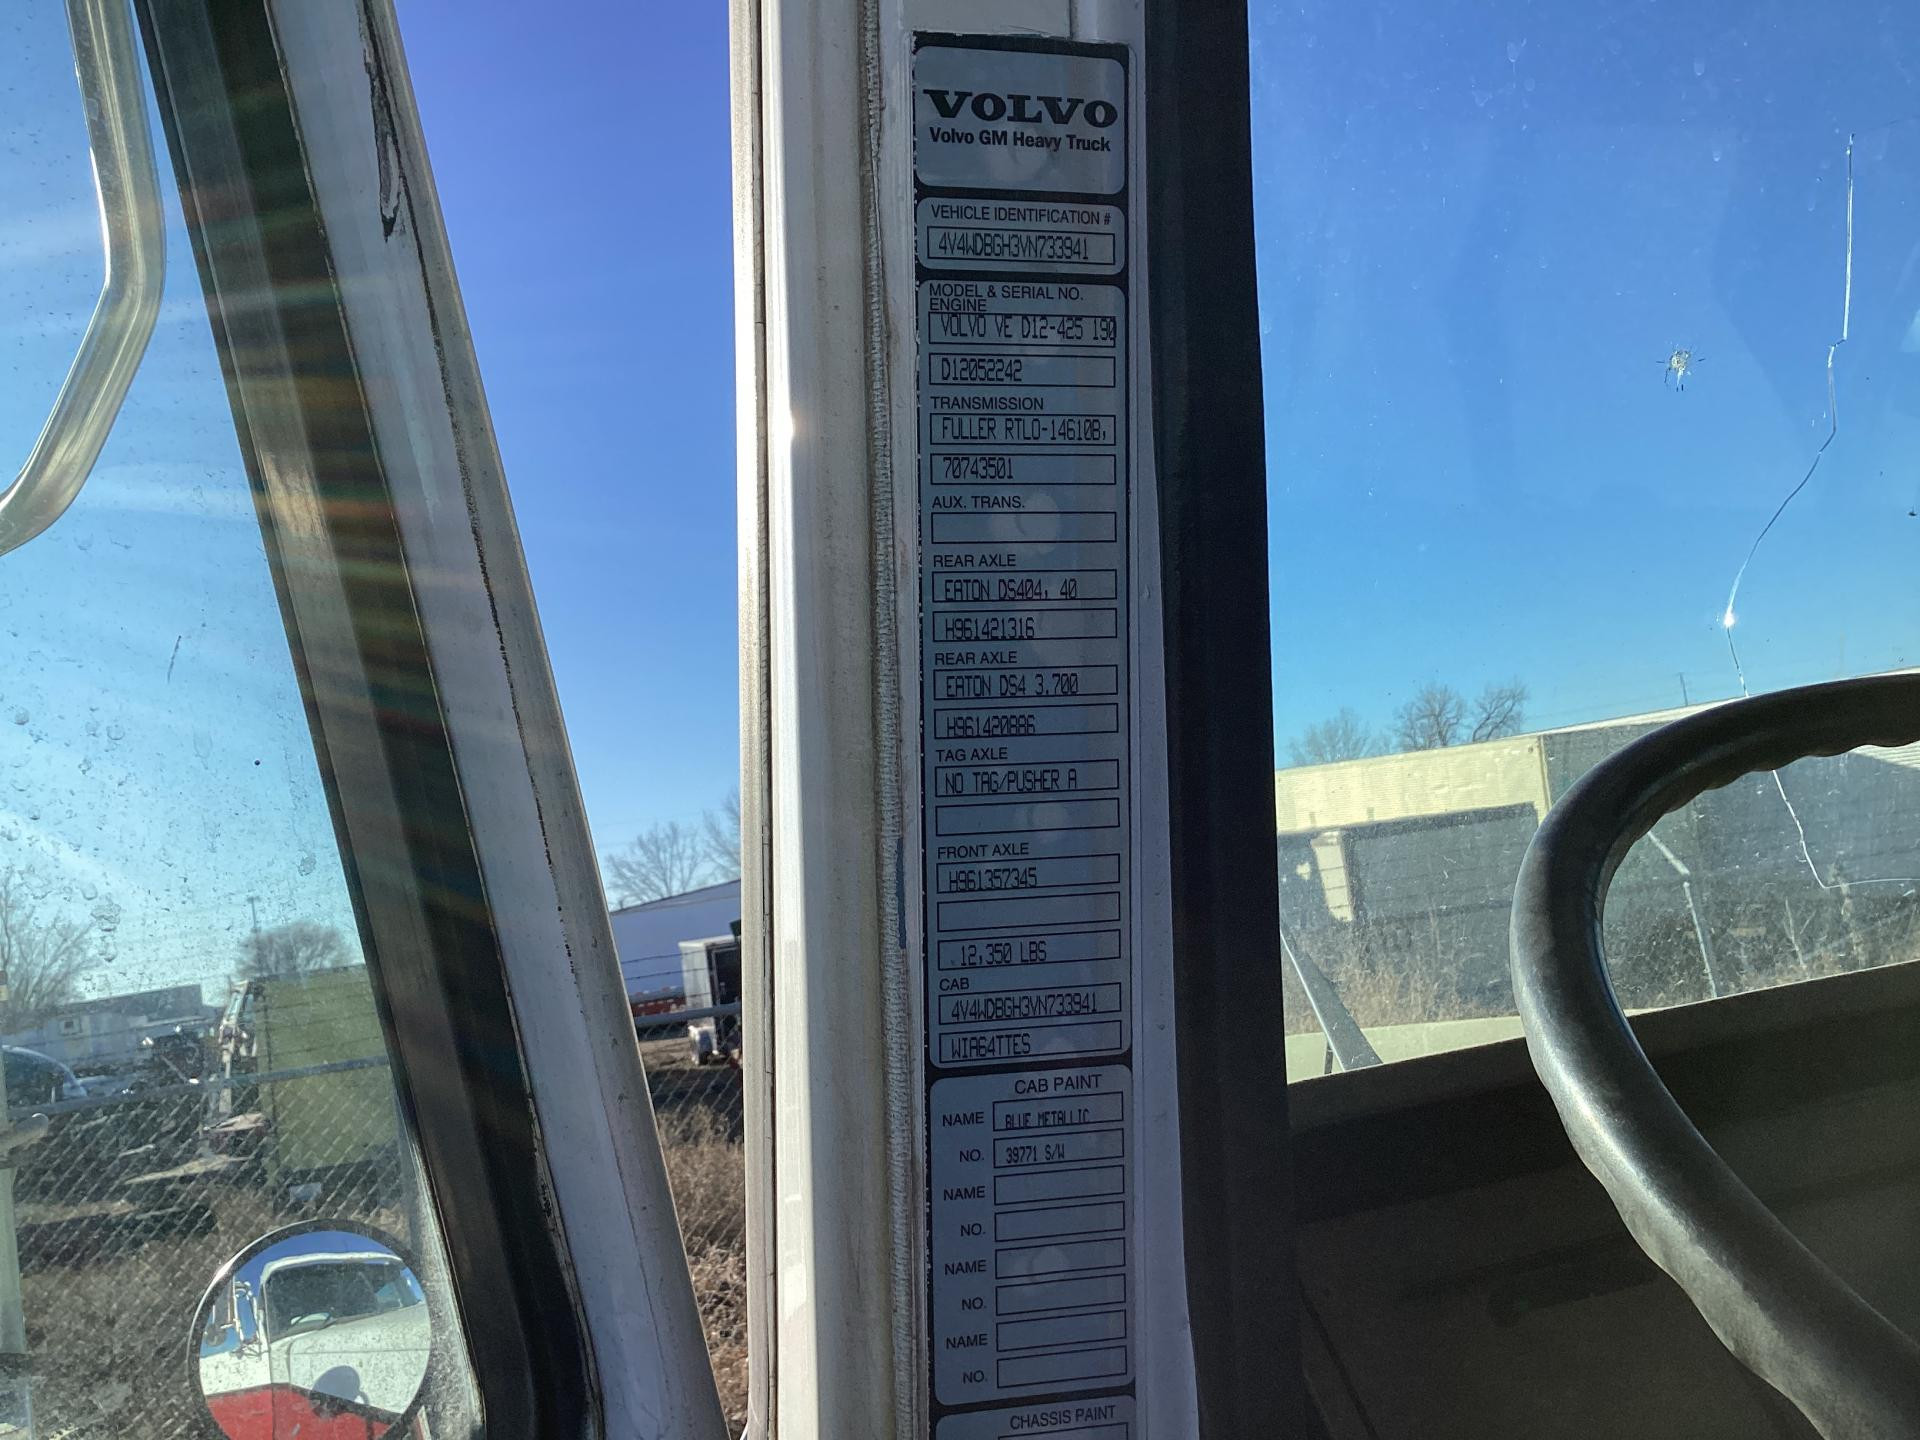 VOLVO
Volvo GM Heavy Truck
VEHICLE IDENTIFICATION #
4V4WDBGH3VN733941
MODEL & SERIAL NO.
ENGINE
VOLVO VE D12-425 190
D12052242
TRANSMISSION
FULLER RTLO-14610B,
70743501
AUX. TRANS.
REAR AXLE
EATON DS404, 40
H961421316
REAR AXLE
EATON DS4 3.700
H961420886
TAG AXLE
NO TAG/PUSHER A
FRONT AXLE
H961357345
12,350 LBS
CAB
4V4WDBGH3VN733941
WIA64TTES
CAB PAINT
NAME BLUE METALLIC
NO. 39771 S/W
NAME
NO.
NAME
NO.
NAME
NO.
CHASSIS PAINT